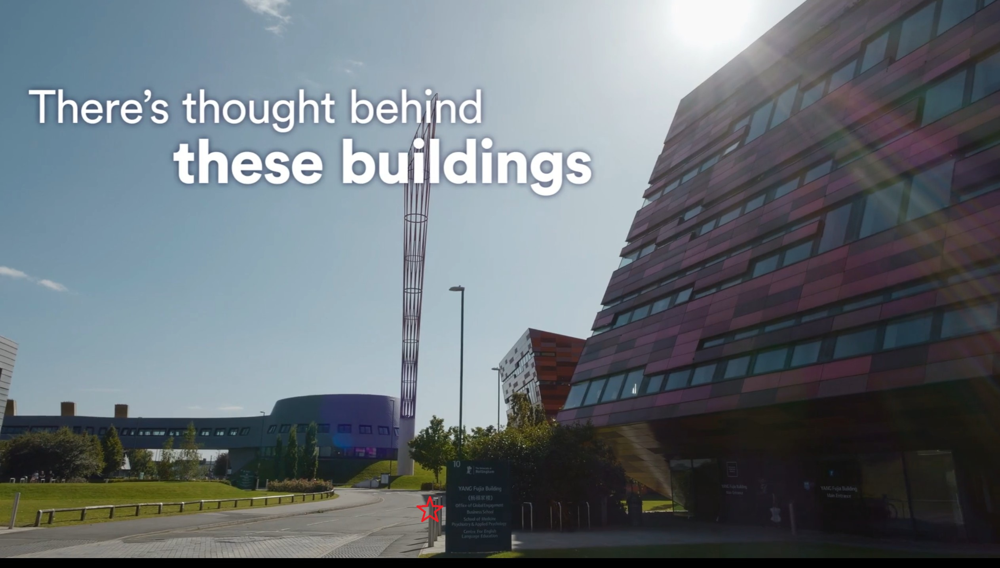 There's thought behind
these buildings
10
The University of
Nottingham
YANG Fujia Building
(杨福家楼)
Office of Global Engagement
Business School
School of Medicine
Psychiatry & Applied Psychology
Centre For English
Language Education
YANG Fujia Building
Main Entrance
YANG Fujia Building
Main Entrance